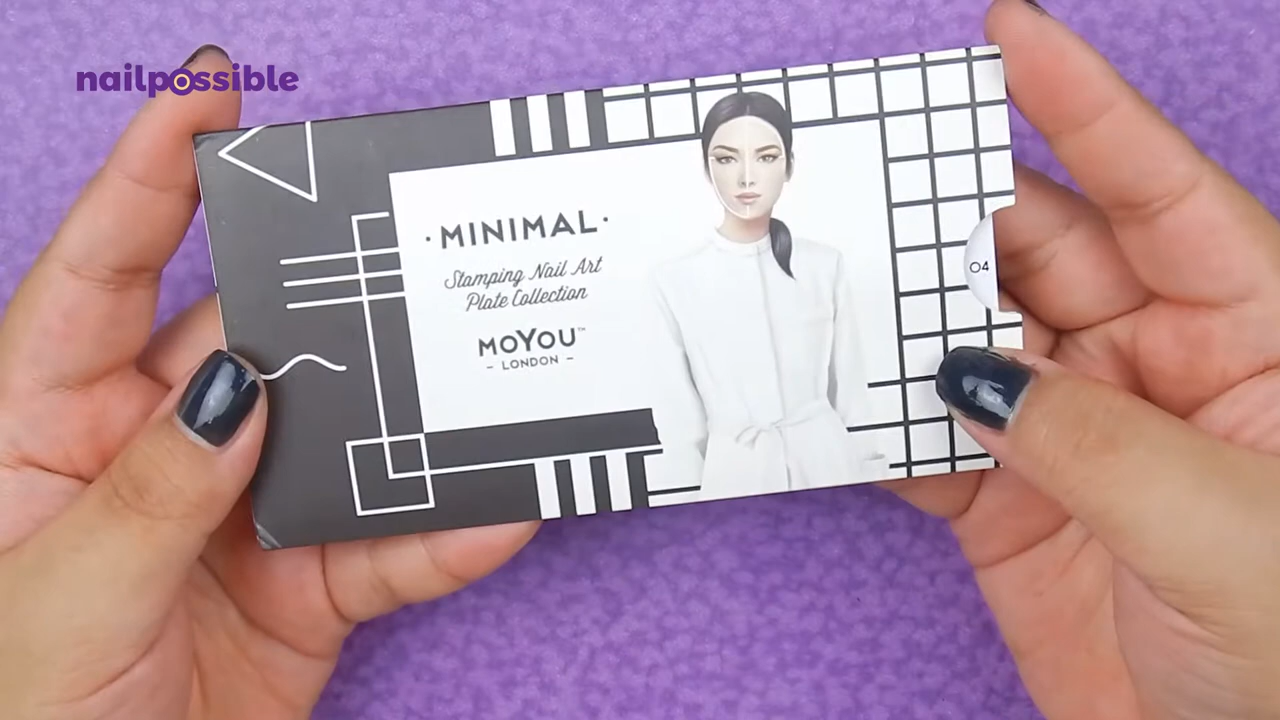 nailpossible
·MINIMAL·
Stamping Nail Art
Plate Collection
MOYOU™
- LONDON -
04